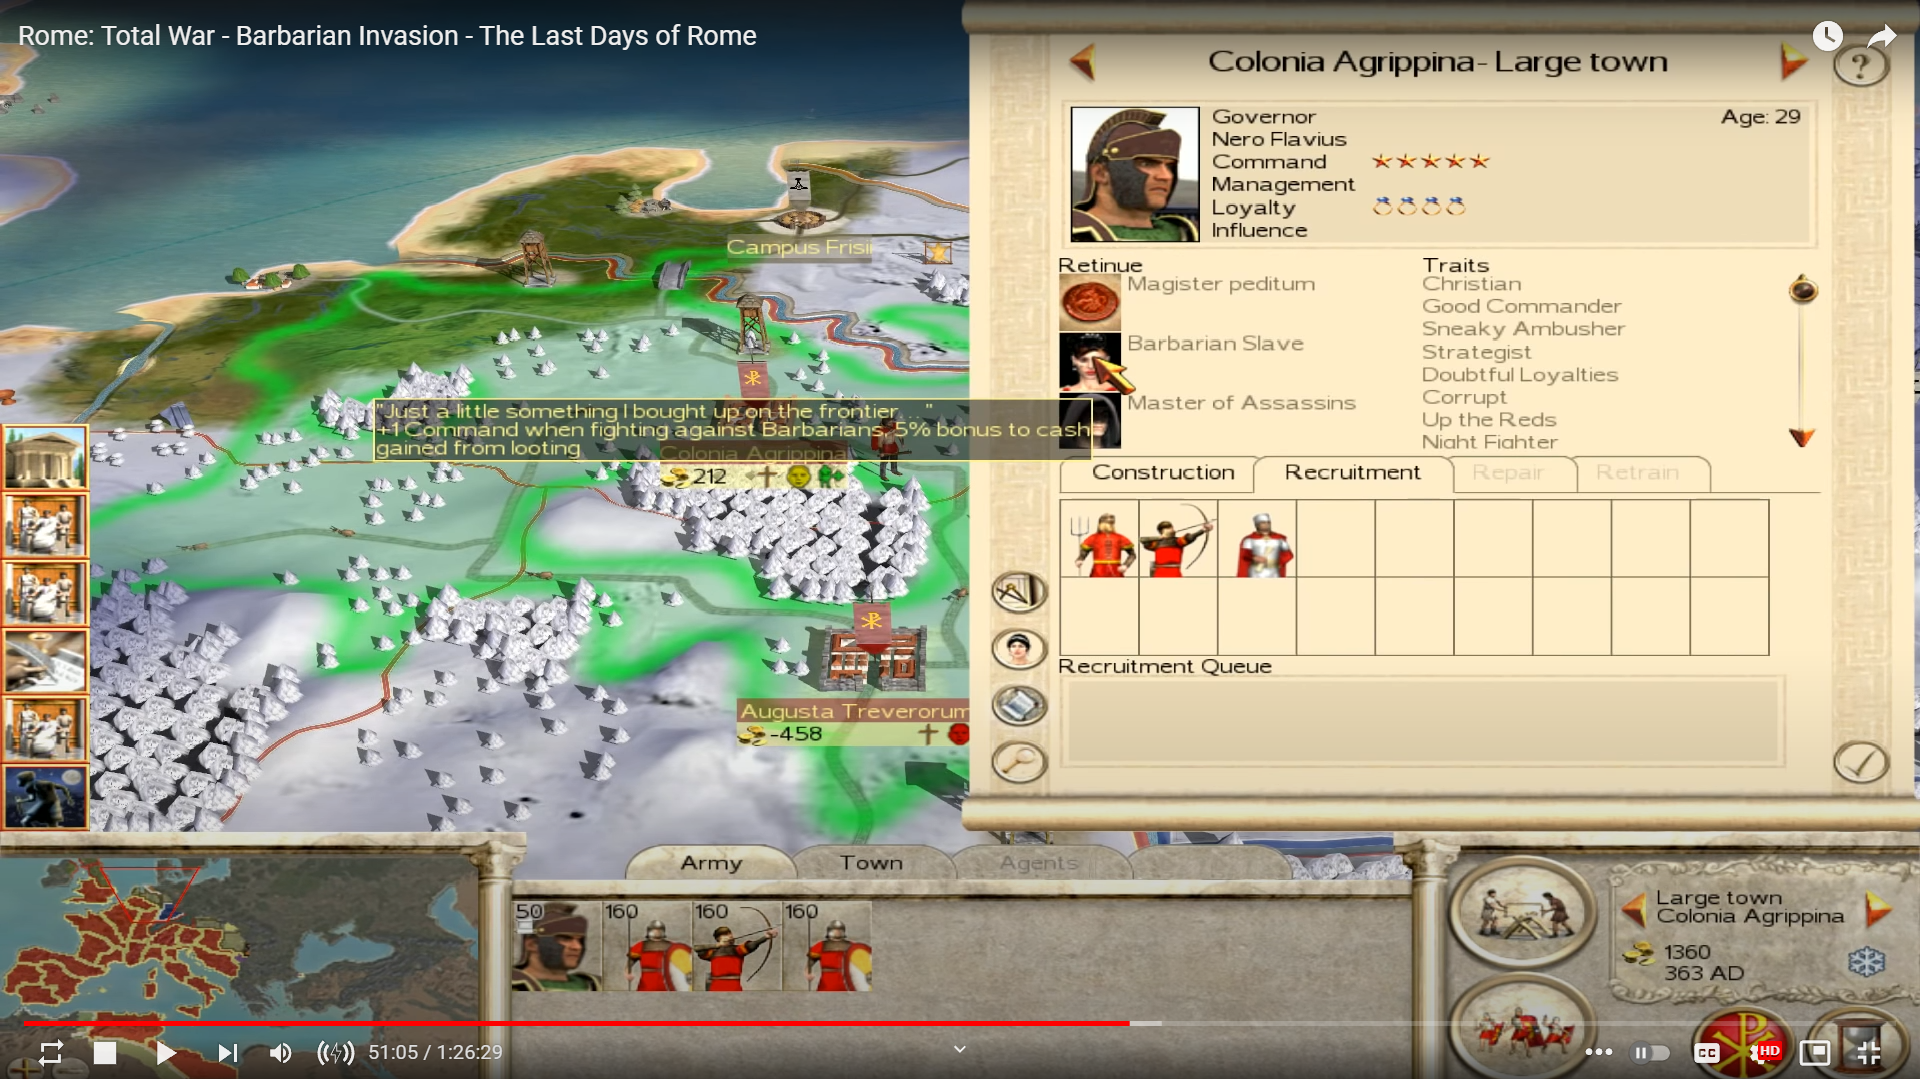 Rome: Total War - Barbarian Invasion - The Last Days of Rome
Colonia Agrippina- Large town
?
Governor
Age: 29
Nero Flavius
Command
Management
Loyalty
Influence
Retinue
Magister peditum
Barbarian Slave
Master of Assassins
Traits
Christian
Good Commander
Sneaky Ambusher
Strategist
Doubtful Loyalties
Corrupt
Up the Reds
Night Fighter
Campus Frisii
"Just a little something I bought up on the frontier...."
+1 Command when fighting against Barbarians, 5% bonus to cash
gained from looting
Colonia Agrippina
212
Construction
Recruitment
Repair
Retrain
Recruitment Queue
Augusta Treverorum
-458
Army
Town
Agents
50
160
160
160
Large town
Colonia Agrippina
1360
363 AD
51:05 / 1:26:29
CC
HD